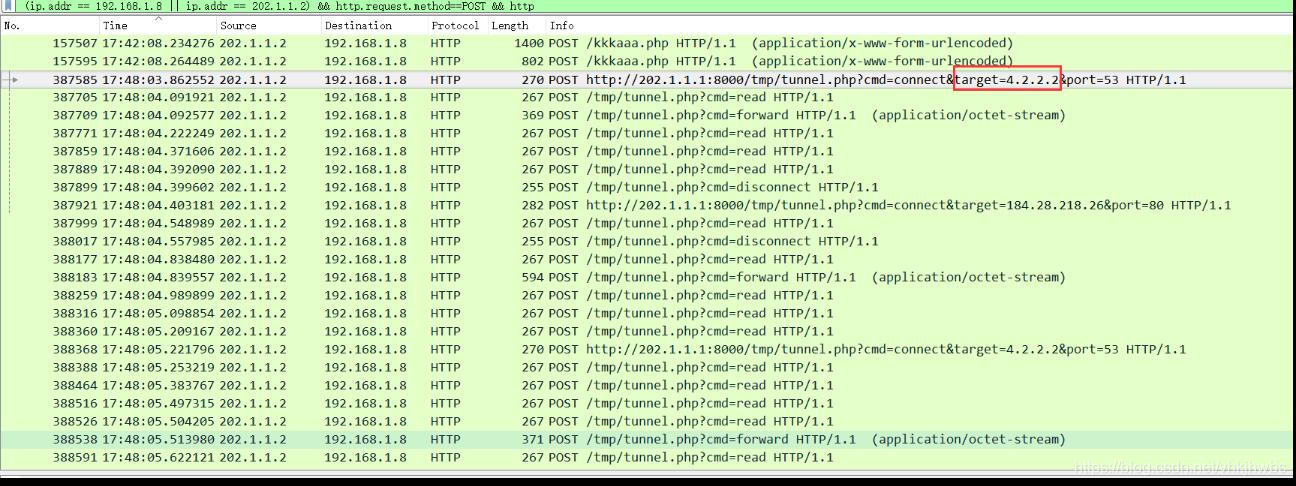 (ip.addr == 192.168.1.8 || ip.addr == 202.1.1.2) && http.request.method==POST && http
No. Time Source Destination Protocol Length Info
157507 17:42:08.234276 202.1.1.2 192.168.1.8 HTTP 1400 POST /kkkaaa.php HTTP/1.1 (application/x-www-form-urlencoded)
157595 17:42:08.264489 202.1.1.2 192.168.1.8 HTTP 802 POST /kkkaaa.php HTTP/1.1 (application/x-www-form-urlencoded)
387585 17:48:03.862552 202.1.1.2 192.168.1.8 HTTP 270 POST http://202.1.1.1:8000/tmp/tunnel.php?cmd=connect&target=4.2.2.2&port=53 HTTP/1.1
387705 17:48:04.091921 202.1.1.2 192.168.1.8 HTTP 267 POST /tmp/tunnel.php?cmd=read HTTP/1.1
387709 17:48:04.092577 202.1.1.2 192.168.1.8 HTTP 369 POST /tmp/tunnel.php?cmd=forward HTTP/1.1 (application/octet-stream)
387771 17:48:04.222249 202.1.1.2 192.168.1.8 HTTP 267 POST /tmp/tunnel.php?cmd=read HTTP/1.1
387859 17:48:04.371606 202.1.1.2 192.168.1.8 HTTP 267 POST /tmp/tunnel.php?cmd=read HTTP/1.1
387889 17:48:04.392090 202.1.1.2 192.168.1.8 HTTP 267 POST /tmp/tunnel.php?cmd=read HTTP/1.1
387899 17:48:04.399602 202.1.1.2 192.168.1.8 HTTP 255 POST /tmp/tunnel.php?cmd=disconnect HTTP/1.1
387921 17:48:04.403181 202.1.1.2 192.168.1.8 HTTP 282 POST http://202.1.1.1:8000/tmp/tunnel.php?cmd=connect&target=184.28.218.26&port=80 HTTP/1.1
387999 17:48:04.548989 202.1.1.2 192.168.1.8 HTTP 267 POST /tmp/tunnel.php?cmd=read HTTP/1.1
388017 17:48:04.557985 202.1.1.2 192.168.1.8 HTTP 255 POST /tmp/tunnel.php?cmd=disconnect HTTP/1.1
388177 17:48:04.838480 202.1.1.2 192.168.1.8 HTTP 267 POST /tmp/tunnel.php?cmd=read HTTP/1.1
388183 17:48:04.839557 202.1.1.2 192.168.1.8 HTTP 594 POST /tmp/tunnel.php?cmd=forward HTTP/1.1 (application/octet-stream)
388259 17:48:04.989899 202.1.1.2 192.168.1.8 HTTP 267 POST /tmp/tunnel.php?cmd=read HTTP/1.1
388316 17:48:05.098854 202.1.1.2 192.168.1.8 HTTP 267 POST /tmp/tunnel.php?cmd=read HTTP/1.1
388360 17:48:05.209167 202.1.1.2 192.168.1.8 HTTP 267 POST /tmp/tunnel.php?cmd=read HTTP/1.1
388368 17:48:05.221796 202.1.1.2 192.168.1.8 HTTP 270 POST http://202.1.1.1:8000/tmp/tunnel.php?cmd=connect&target=4.2.2.2&port=53 HTTP/1.1
388388 17:48:05.253219 202.1.1.2 192.168.1.8 HTTP 267 POST /tmp/tunnel.php?cmd=read HTTP/1.1
388464 17:48:05.383767 202.1.1.2 192.168.1.8 HTTP 267 POST /tmp/tunnel.php?cmd=read HTTP/1.1
388515 17:48:05.497315 202.1.1.2 192.168.1.8 HTTP 267 POST /tmp/tunnel.php?cmd=read HTTP/1.1
388526 17:48:05.504205 202.1.1.2 192.168.1.8 HTTP 267 POST /tmp/tunnel.php?cmd=read HTTP/1.1
388538 17:48:05.513980 202.1.1.2 192.168.1.8 HTTP 371 POST /tmp/tunnel.php?cmd=forward HTTP/1.1 (application/octet-stream)
388591 17:48:05.622121 202.1.1.2 192.168.1.8 HTTP 267 POST /tmp/tunnel.php?cmd=read HTTP/1.1